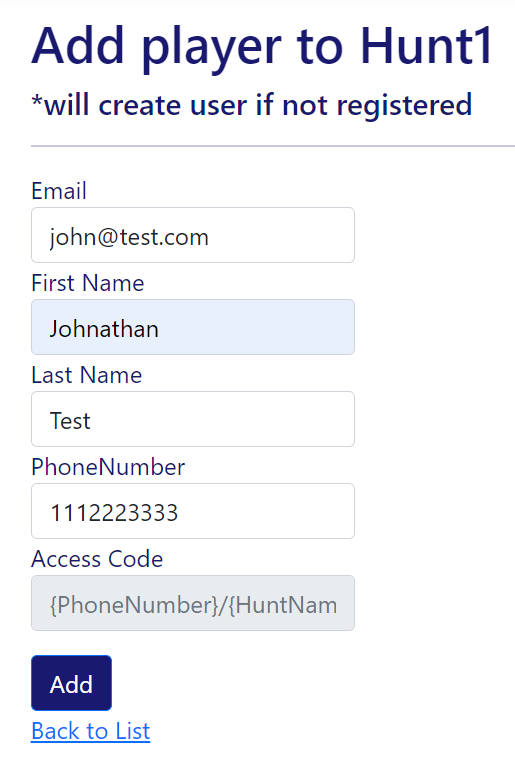 Add player to Hunt1
*will create user if not registered
Email
john@test.com
First Name
Johnathan
Last Name
Test
PhoneNumber
1112223333
Access Code
{PhoneNumber}/{HuntNam
Add
Back to List